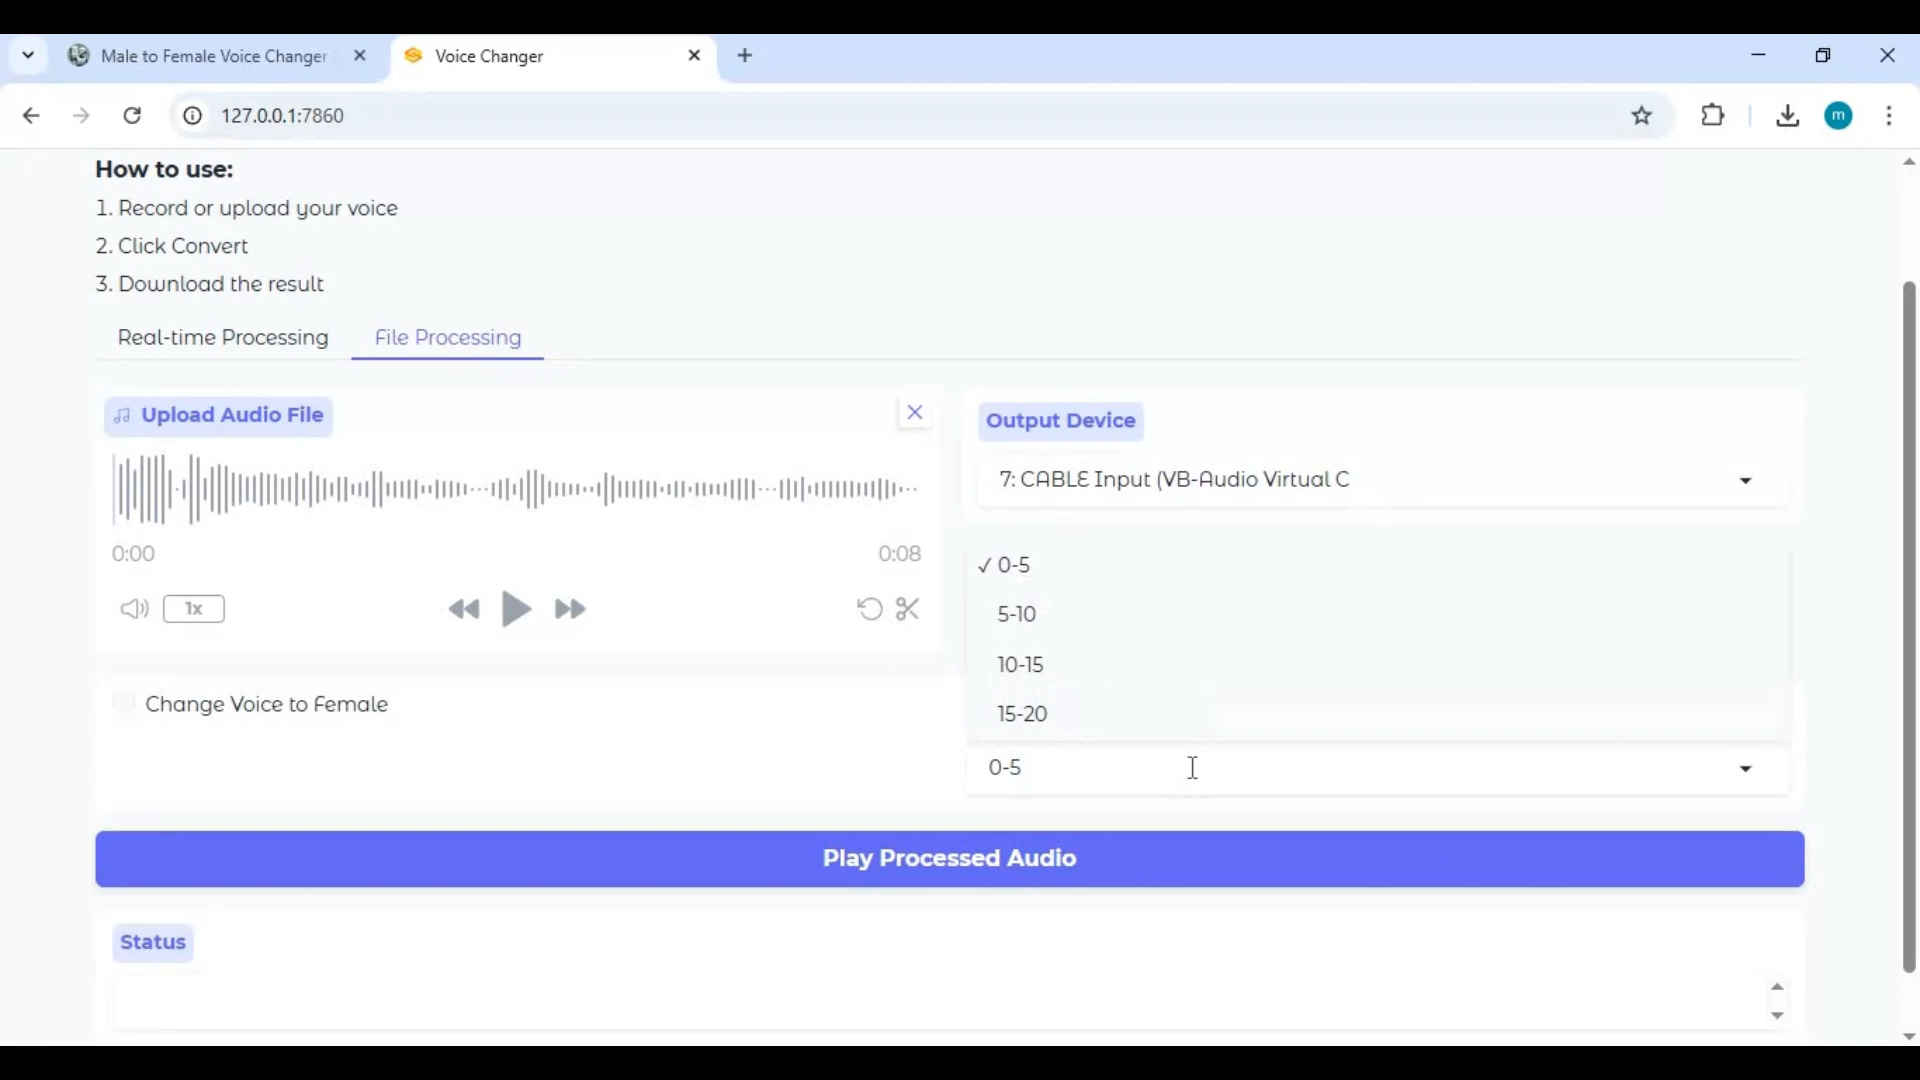 Male to Female Voice Changer
Voice Changer
127.0.0.1:7860
m
How to use:
1. Record or upload your voice
2. Click Convert
3. Download the result
Real-time Processing
File Processing
Upload Audio File
0:00
0:08
1x
Change Voice to Female
Output Device
7: CABLE Input (VB-Audio Virtual C
✓ 0-5
5-10
10-15
15-20
0-5
Play Processed Audio
Status